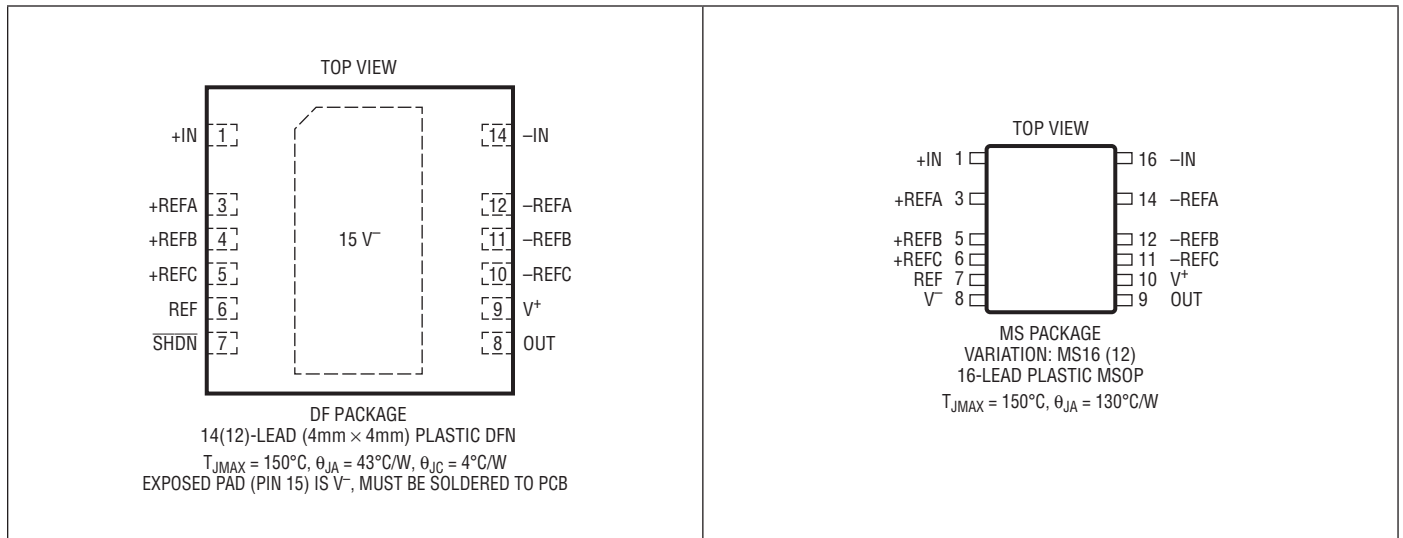 TOP VIEW
+IN 1 14 –IN
+REFA 3 12 –REFA
+REFB 4 15 V– 11 –REFB
+REFC 5 10 –REFC
REF 6 9 V+
SHDN 7 8 OUT
DF PACKAGE
14(12)-LEAD (4mm × 4mm) PLASTIC DFN
TJMAX = 150°C, θJA = 43°C/W, θJC = 4°C/W
EXPOSED PAD (PIN 15) IS V–, MUST BE SOLDERED TO PCB
TOP VIEW
+IN 1 16 –IN
+REFA 3 14 –REFA
+REFB 5 12 –REFB
+REFC 6 11 –REFC
REF 7 10 V+
V– 8 9 OUT
MS PACKAGE
VARIATION: MS16 (12)
16-LEAD PLASTIC MSOP
TJMAX = 150°C, θJA = 130°C/W